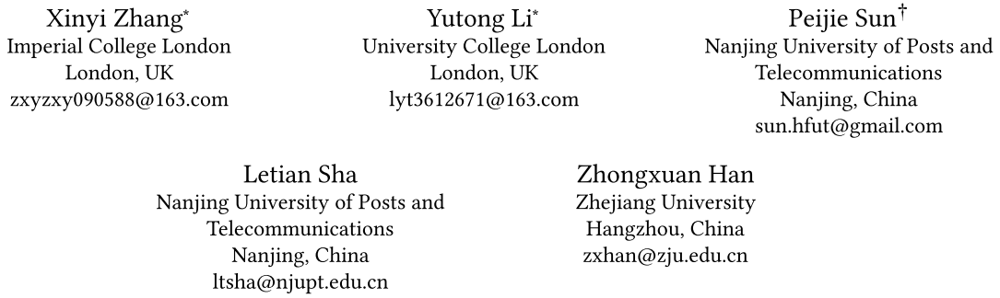 Xinyi Zhang*
Imperial College London
London, UK
zxyzxy090588@163.com
Yutong Li*
University College London
London, UK
lyt3612671@163.com
Peijie Sun†
Nanjing University of Posts and
Telecommunications
Nanjing, China
sun.hfut@gmail.com
Letian Sha
Nanjing University of Posts and
Telecommunications
Nanjing, China
ltsha@njupt.edu.cn
Zhongxuan Han
Zhejiang University
Hangzhou, China
zxhan@zju.edu.cn